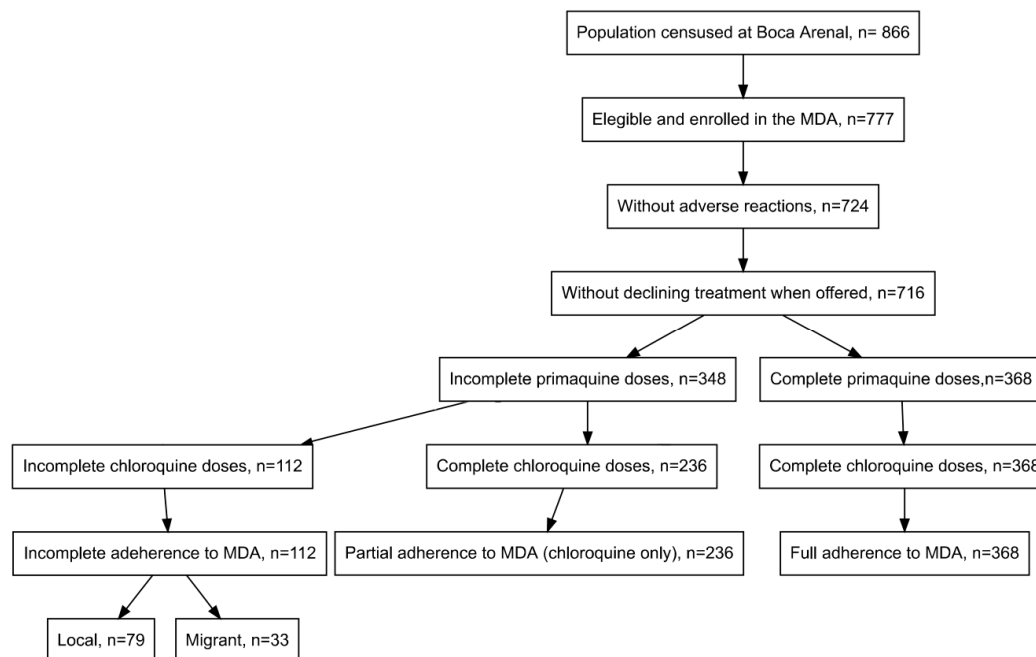 Population censused at Boca Arenal, n= 866
Elegible and enrolled in the MDA, n=777
Without adverse reactions, n=724
Without declining treatment when offered, n=716
Incomplete primaquine doses, n=348
Complete primaquine doses,n=368
Incomplete chloroquine doses, n=112
Complete chloroquine doses, n=236
Complete chloroquine doses, n=368
Incomplete adeherence to MDA, n=112
Partial adherence to MDA (chloroquine only), n=236
Full adherence to MDA, n=368
Local, n=79
Migrant, n=33